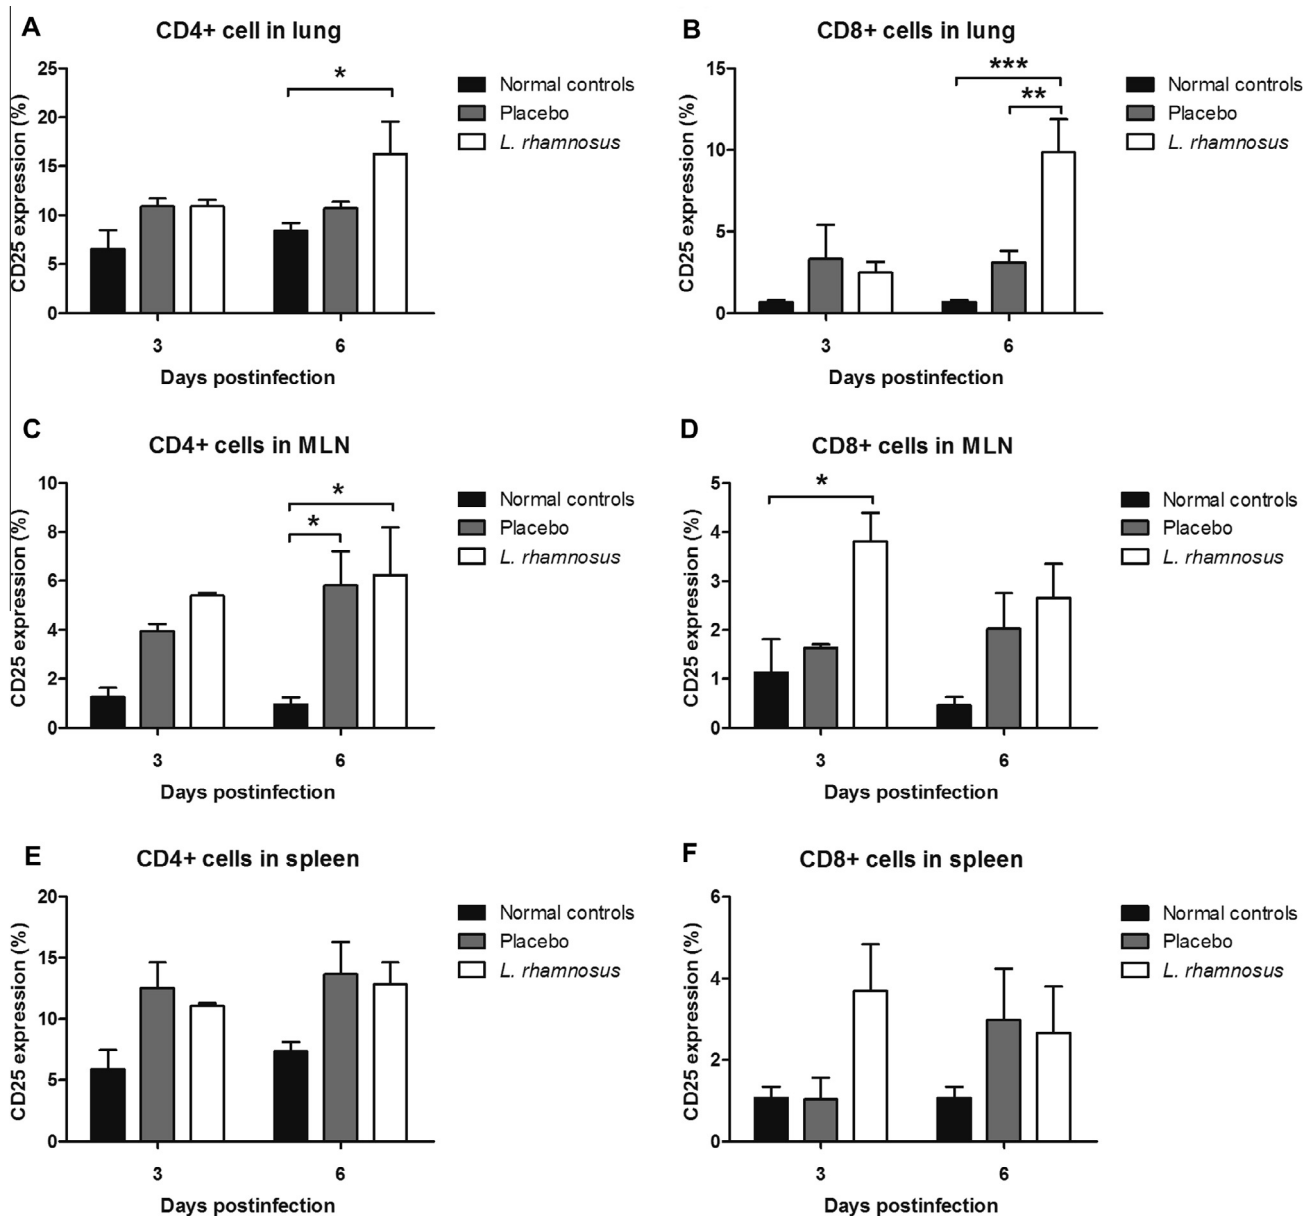 A
CD4+ cell in lung
CD25 expression (%)
25
20
15
10
5
0
*
3
6
Days postinfection
Normal controls
Placebo
L. rhamnosus
B
CD8+ cells in lung
CD25 expression (%)
15
10
5
0
***
**
3
6
Days postinfection
Normal controls
Placebo
L. rhamnosus
C
CD4+ cells in MLN
CD25 expression (%)
10
8
6
4
2
0
*
*
3
6
Days postinfection
Normal controls
Placebo
L. rhamnosus
D
CD8+ cells in MLN
CD25 expression (%)
5
4
3
2
1
0
*
3
6
Days postinfection
Normal controls
Placebo
L. rhamnosus
E
CD4+ cells in spleen
CD25 expression (%)
20
15
10
5
0
3
6
Days postinfection
Normal controls
Placebo
L. rhamnosus
F
CD8+ cells in spleen
CD25 expression (%)
6
4
2
0
3
6
Days postinfection
Normal controls
Placebo
L. rhamnosus